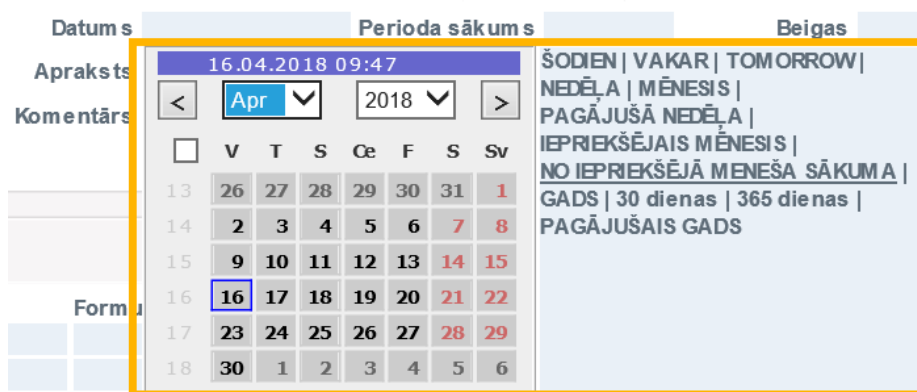 Datums Perioda sākums Beigas
Apraksts
Komentārs
16.04.2018 09:47
< Apr 2018 >
V T S Ce F S Sv
13 26 27 28 29 30 31 1
14 2 3 4 5 6 7 8
15 9 10 11 12 13 14 15
16 16 17 18 19 20 21 22
17 23 24 25 26 27 28 29
18 30 1 2 3 4 5 6
ŠODIEN | VAKAR | TOMORROW |
NEDĒĻA | MĒNESIS |
PAGĀJUŠĀ NEDĒĻA |
IEPRIEKŠĒJAIS MĒNESIS |
NO IEPRIEKŠĒJĀ MENEŠA SĀKUMA |
GADS | 30 dienas | 365 dienas |
PAGĀJUŠAIS GADS